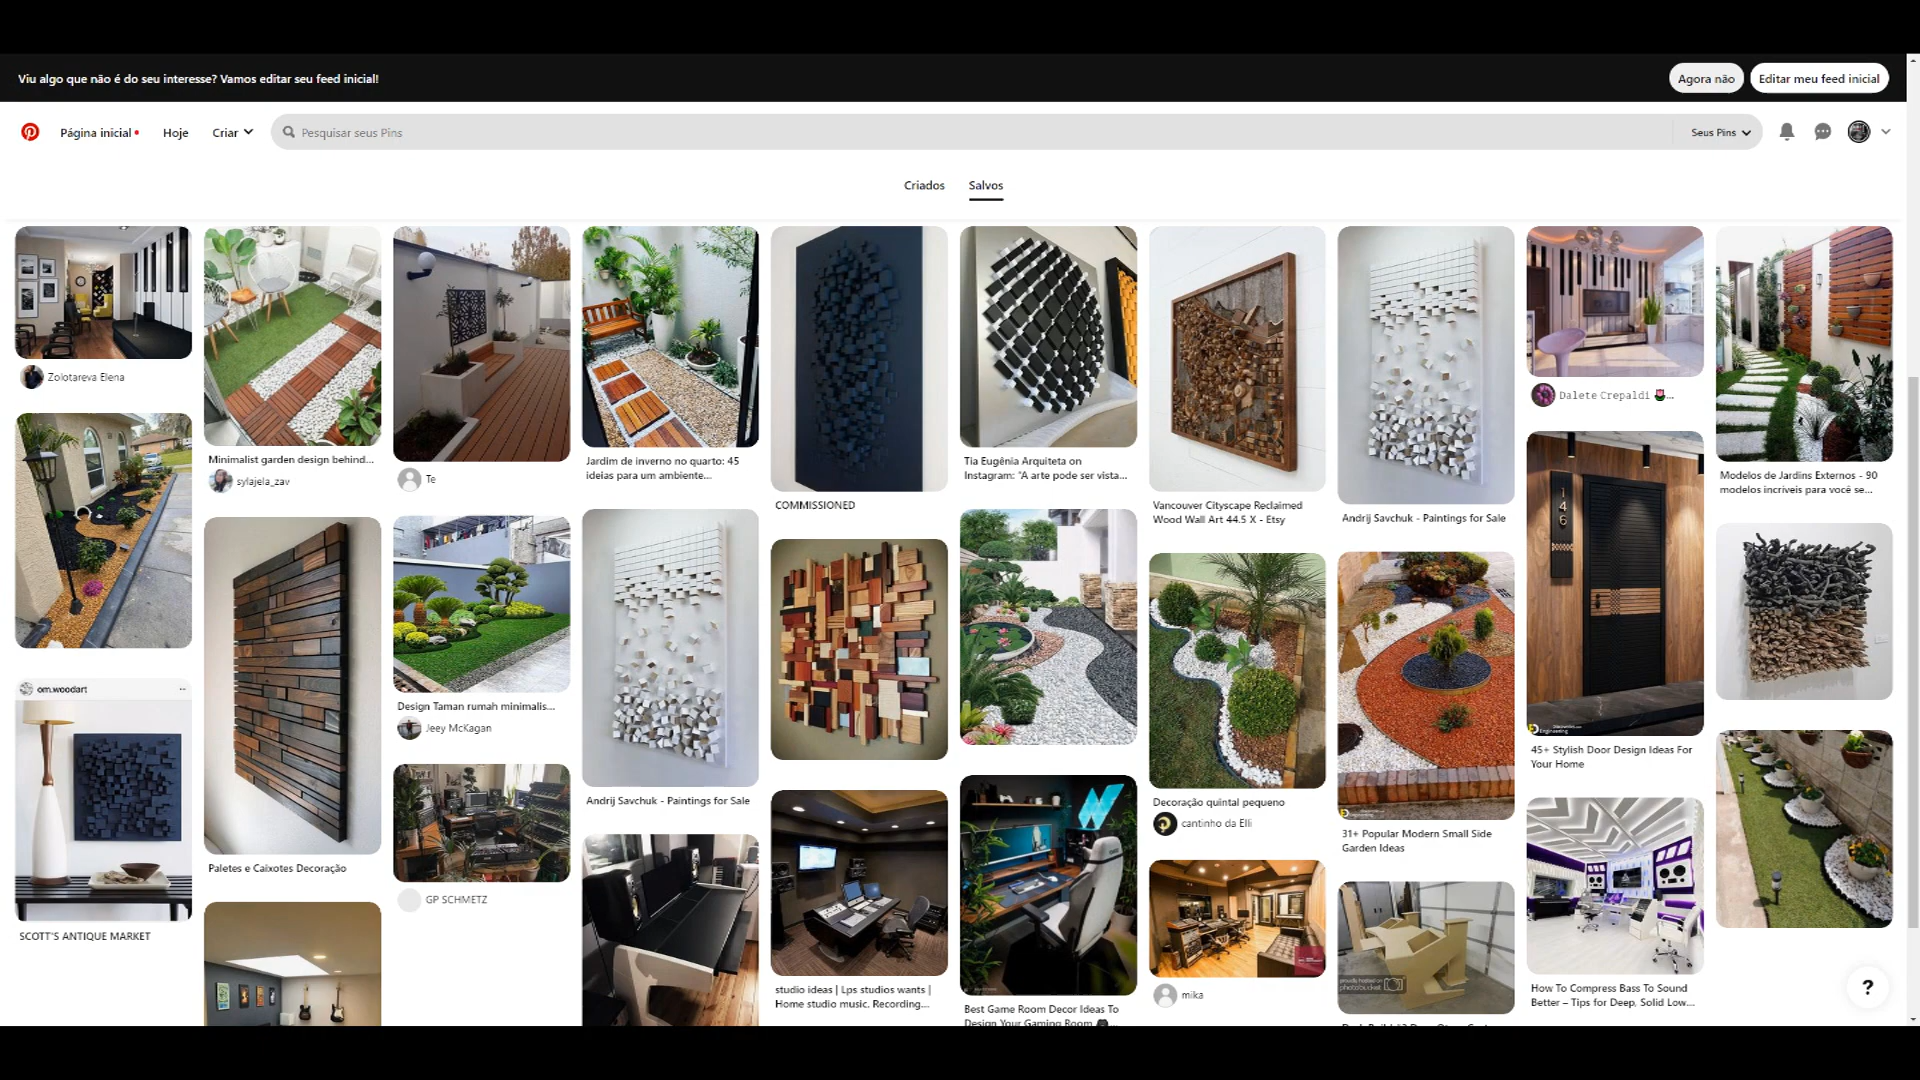 Viu algo que não é do seu interesse? Vamos editar seu feed inicial!
Agora não
Editar meu feed inicial
Página inicial
Hoje
Criar
Pesquisar seus Pins
Seus Pins
Criados
Salvos
Zolotareva Elena
om.woodart
SCOTT'S ANTIQUE MARKET
Minimalist garden design behind...
sylajela_zav
Paletes e Caixotes Decoração
Te
Design Taman rumah minimalis...
Jeey McKagan
GP SCHMETZ
Jardim de inverno no quarto: 45
ideias para um ambiente...
Andrij Savchuk - Paintings for Sale
COMMISSIONED
studio ideas | Lps studios wants |
Home studio music, Recording...
Tia Eugênia Arquiteta on
Instagram: "A arte pode ser vista...
Best Game Room Decor Ideas To
Design Your Gaming Room
Vancouver Cityscape Reclaimed
Wood Wall Art 44.5 X - Etsy
Decoração quintal pequeno
cantinho da Elli
mika
Andrij Savchuk - Paintings for Sale
31+ Popular Modern Small Side
Garden Ideas
photobucket
Dalete Crepaldi
146
Engineering
45+ Stylish Door Design Ideas For
Your Home
How To Compress Bass To Sound
Better – Tips for Deep, Solid Low...
Modelos de Jardins Externos - 90
modelos incríveis para você se...
?